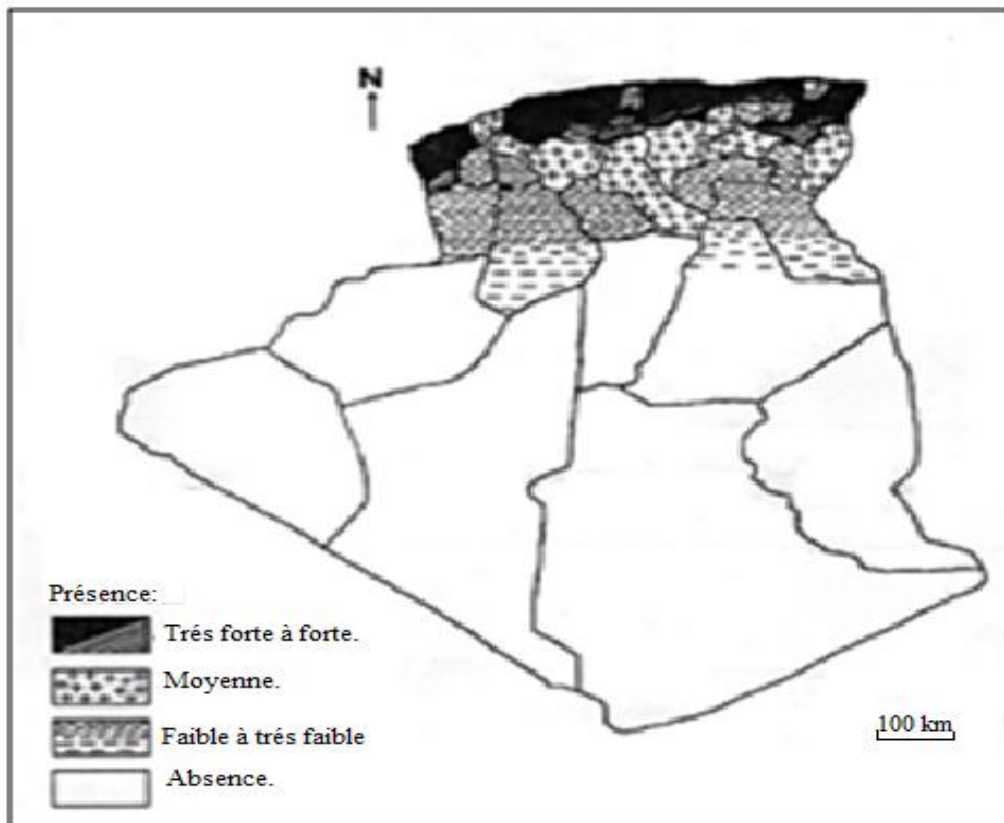 N
Présence:
Trés forte à forte.
Moyenne.
Faible à trés faible
Absence.
100 km